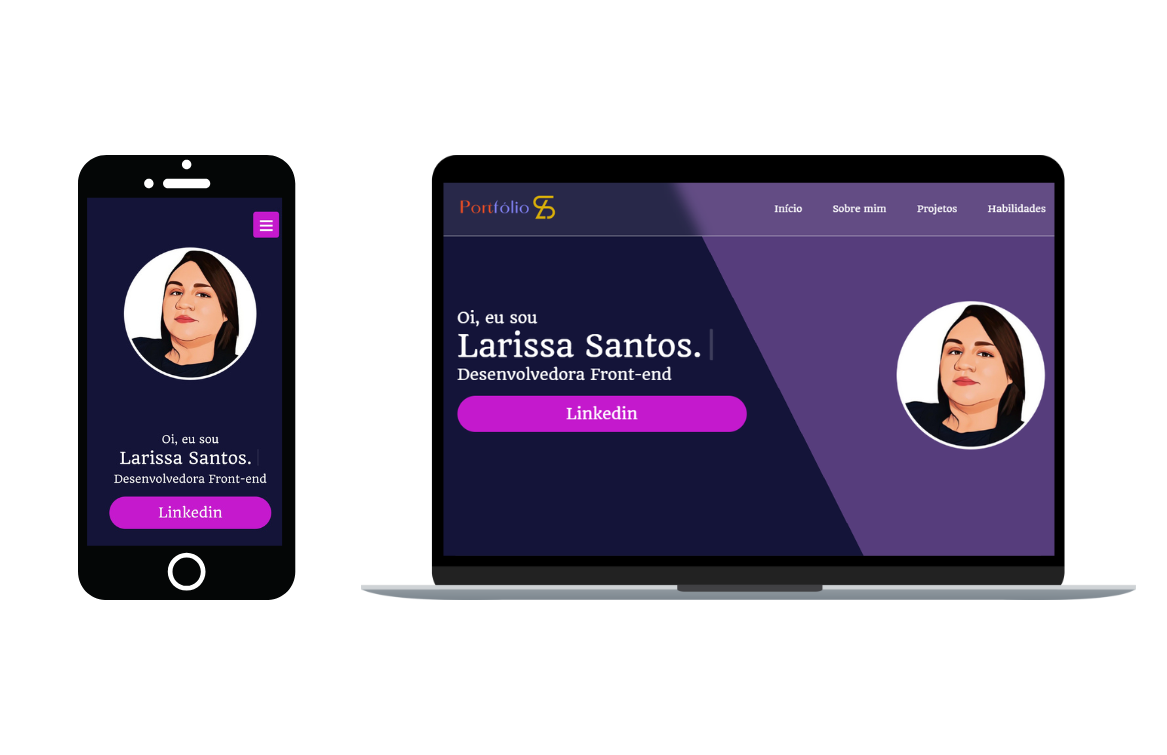 Oi, eu sou
Larissa Santos.
Desenvolvedora Front-end
Linkedin
Portfólio
Início Sobre mim Projetos Habilidades
Oi, eu sou
Larissa Santos.
Desenvolvedora Front-end
Linkedin